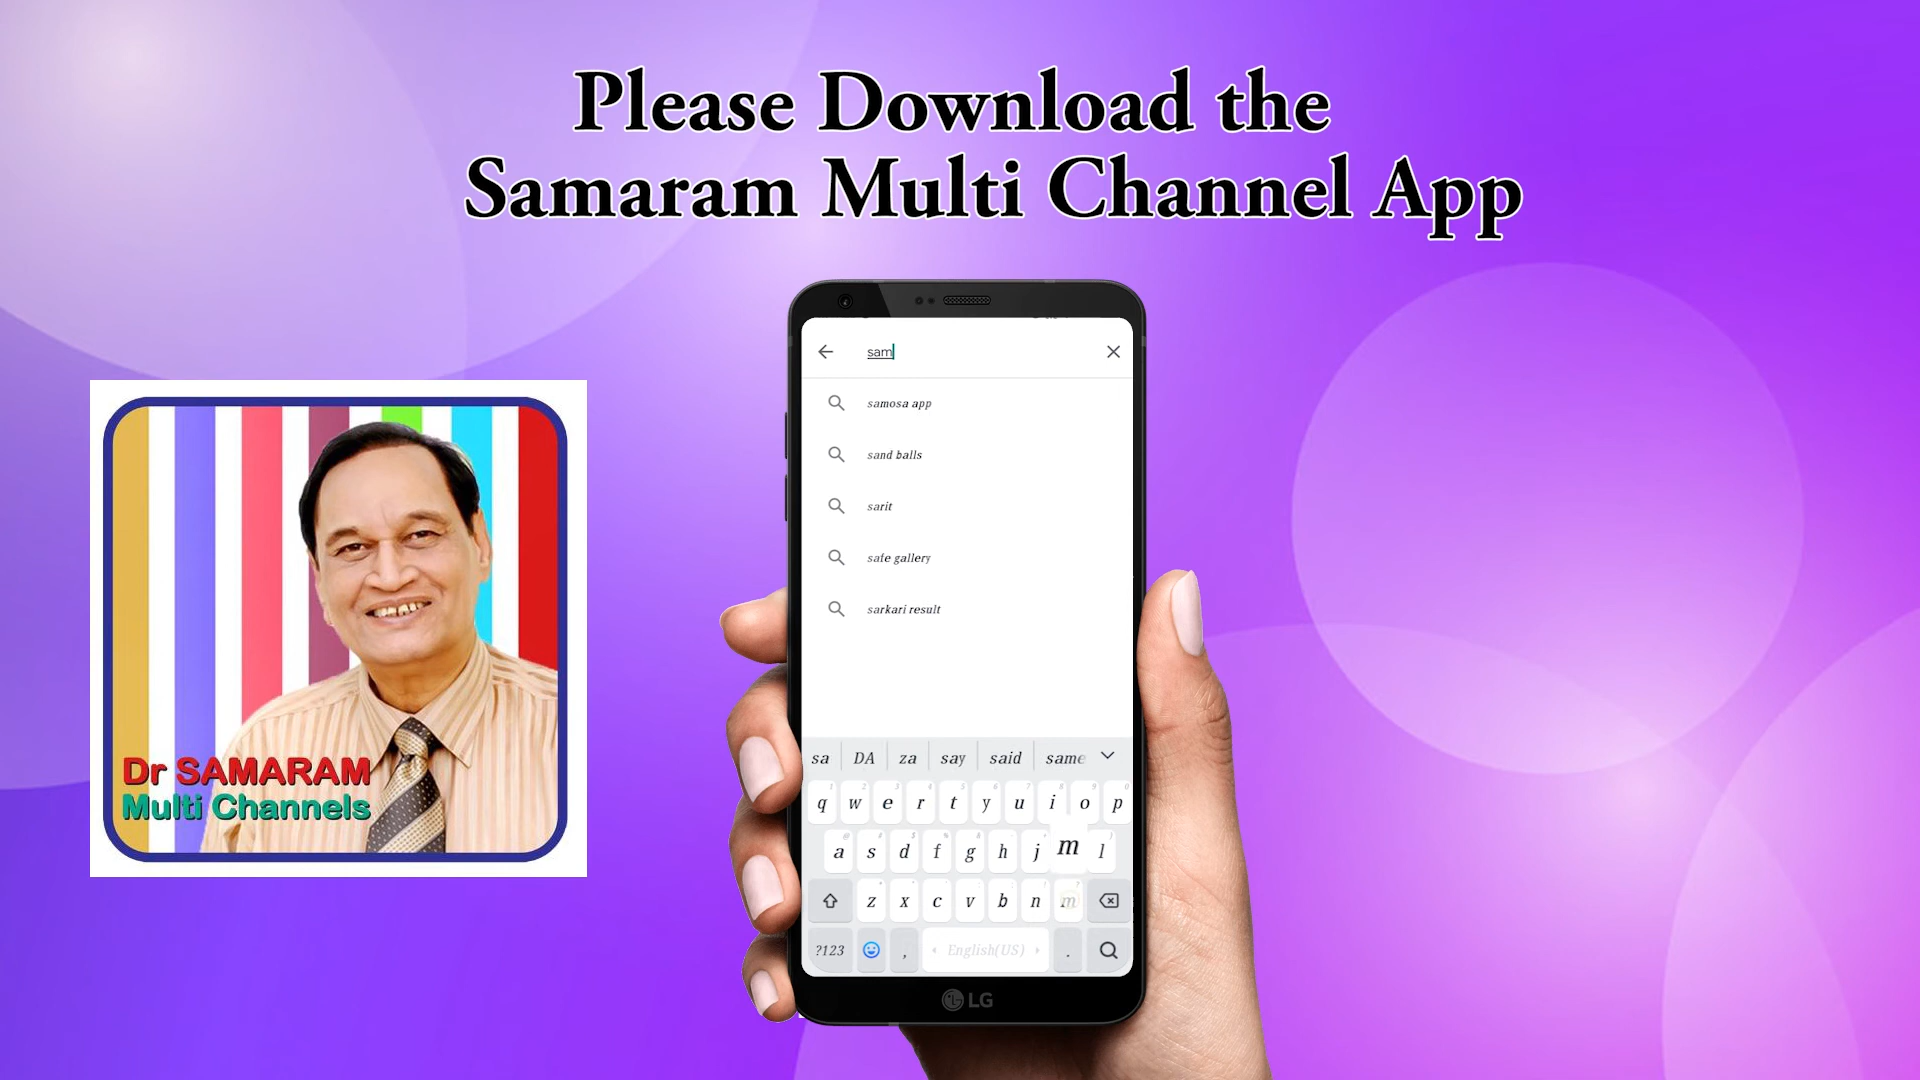 Please Download the
Samaram Multi Channel App
sam
samosa app
sand balls
sarit
safe gallery
sarkari result
Dr SAMARAM
Multi Channels
sa DA za say said same
q w e r t y u i o p
a s d f g h j m l
z x c v b n m
?123 , English(US) .
LG